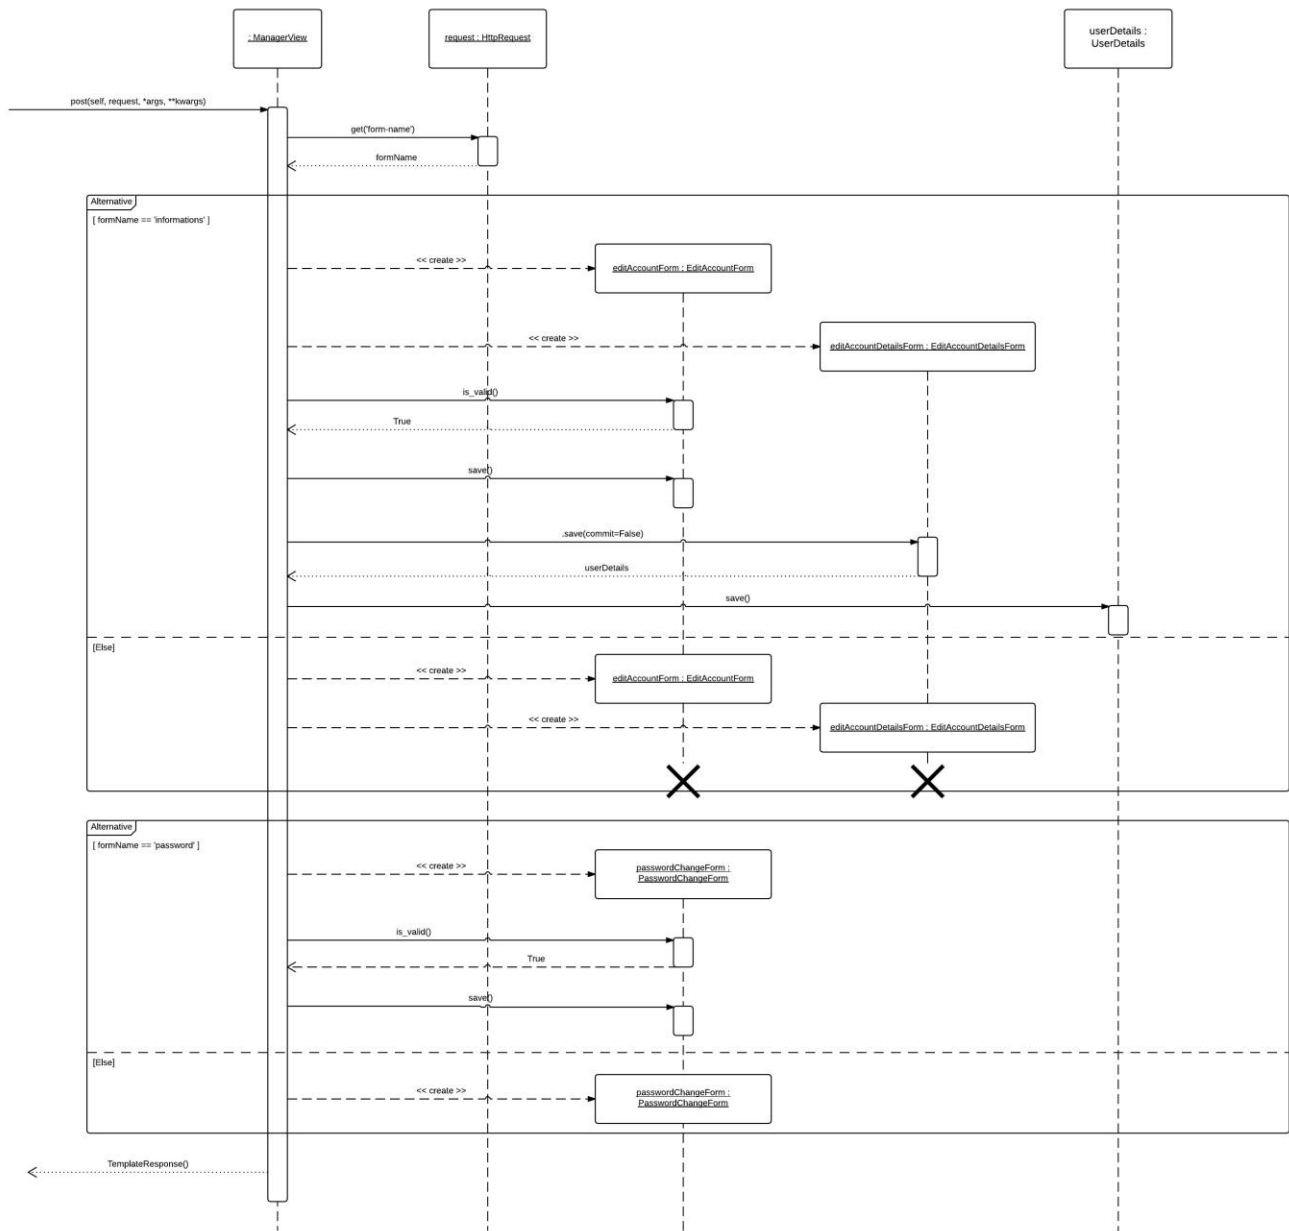 : ManagerView
request : HttpRequest
userDetails :
UserDetails
post(self, request, *args, **kwargs)
get('form-name')
formName
Alternative
[ formName == 'informations' ]
<< create >>
editAccountForm : EditAccountForm
<< create >>
editAccountDetailsForm : EditAccountDetailsForm
is_valid()
True
save()
.save(commit=False)
userDetails
save()
[Else]
<< create >>
editAccountForm : EditAccountForm
<< create >>
editAccountDetailsForm : EditAccountDetailsForm
Alternative
[ formName == 'password' ]
<< create >>
passwordChangeForm :
PasswordChangeForm
is_valid()
True
save()
[Else]
<< create >>
passwordChangeForm :
PasswordChangeForm
TemplateResponse()